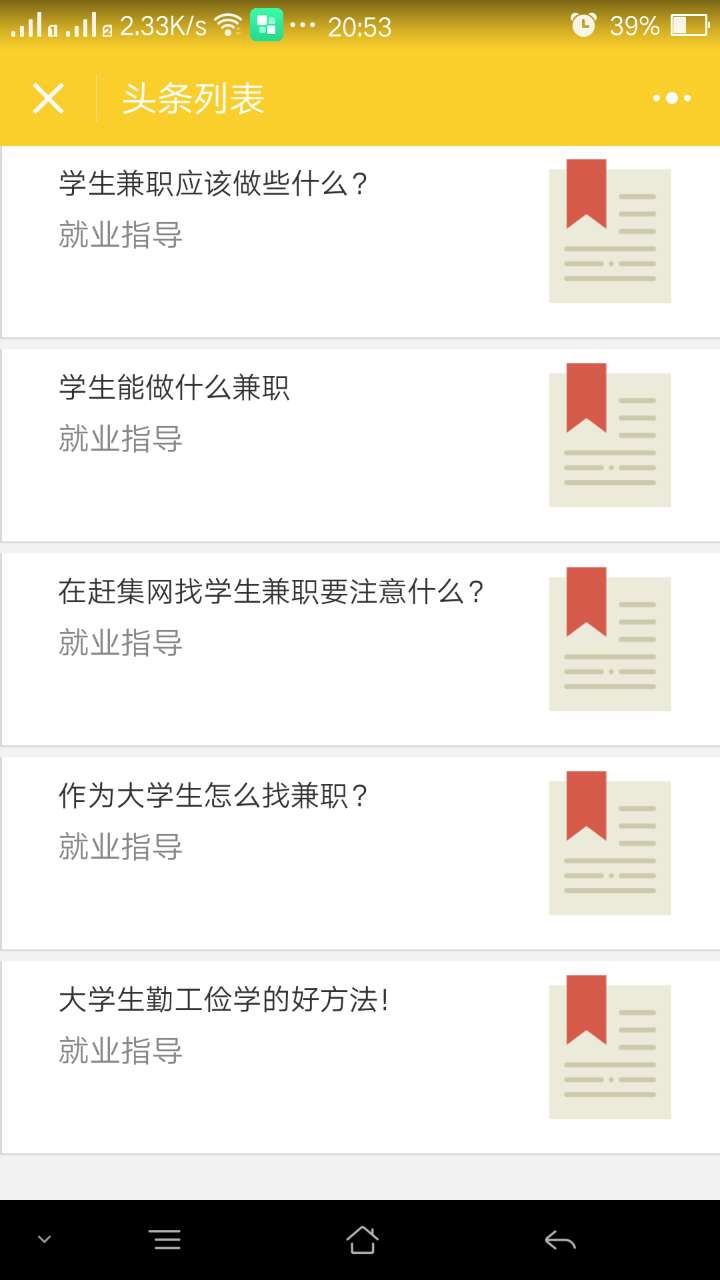 2.33K/s
20:53
39%
头条列表
学生兼职应该做些什么？
就业指导
学生能做什么兼职
就业指导
在赶集网找学生兼职要注意什么？
就业指导
作为大学生怎么找兼职？
就业指导
大学生勤工俭学的好方法！
就业指导